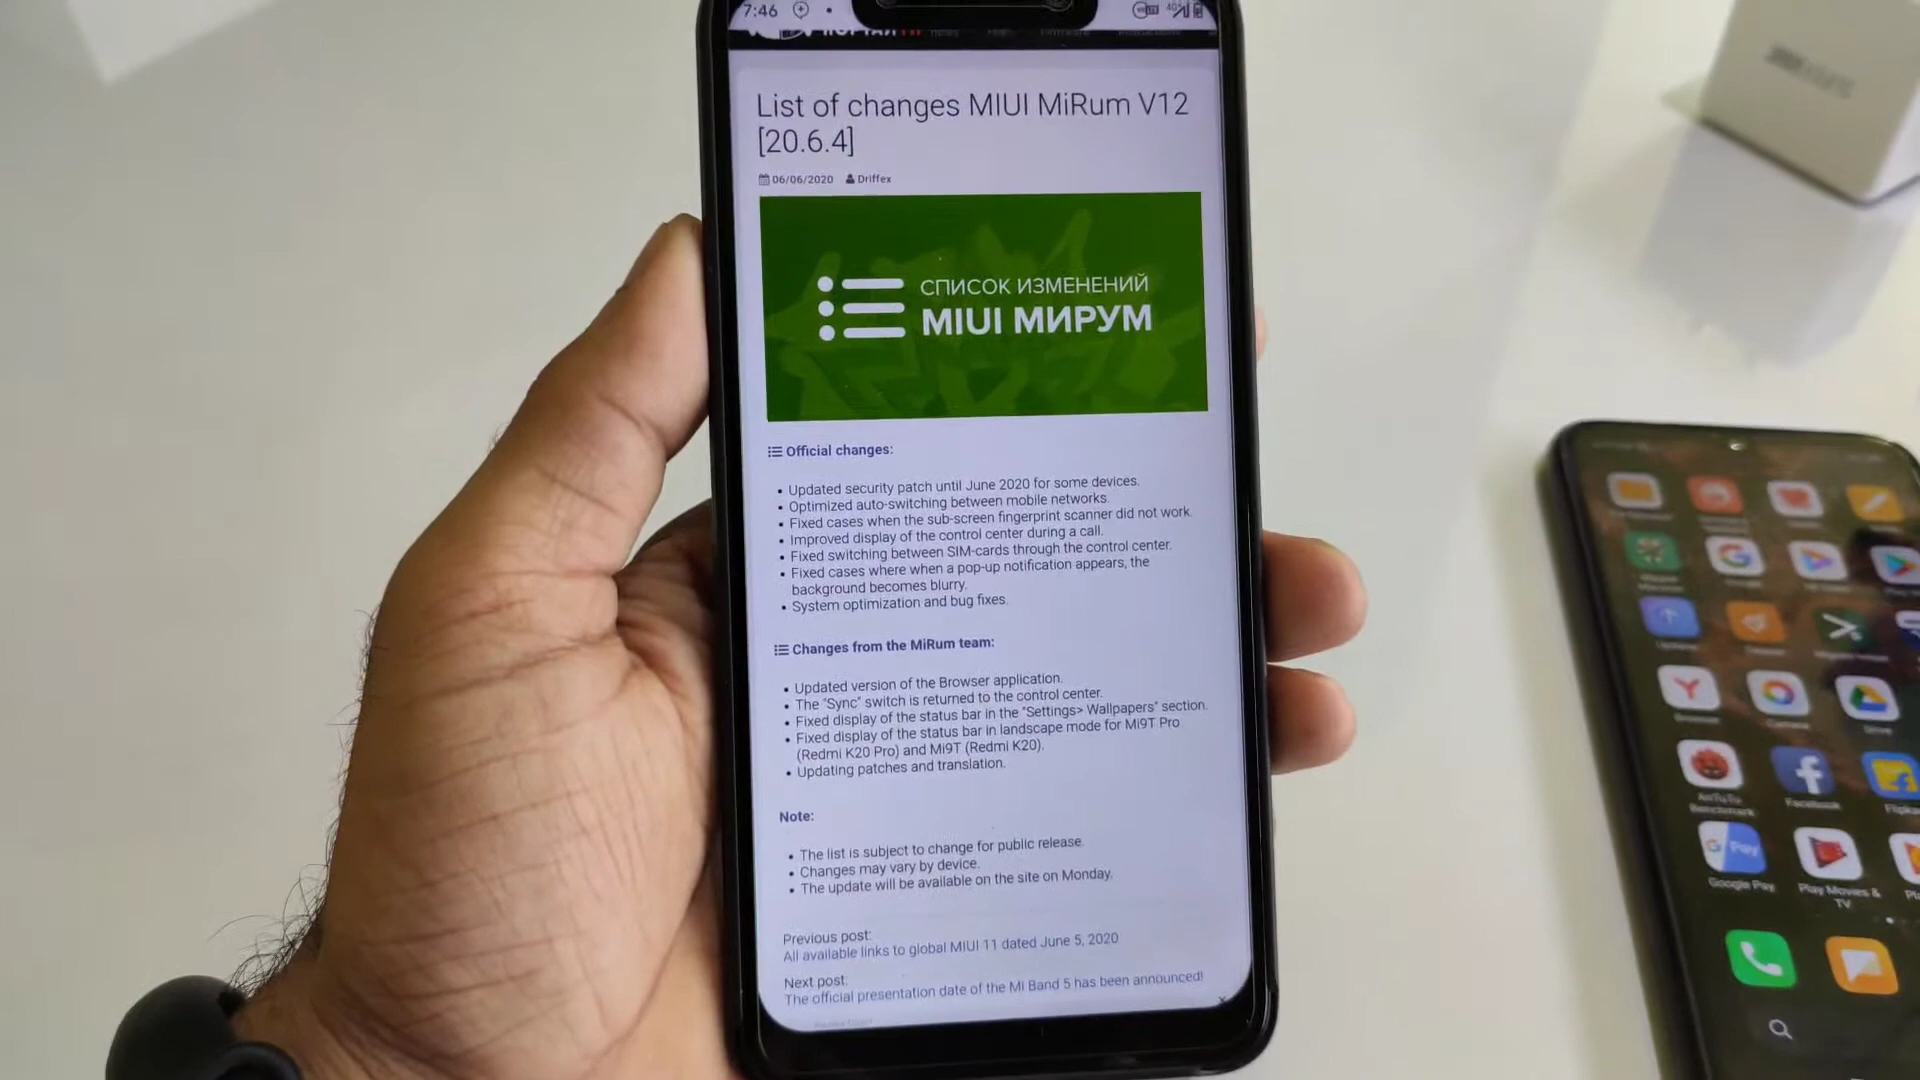 7:46
List of changes MIUI MiRum V12
[20.6.4]
06/06/2020 Driffex
СПИСОК ИЗМЕНЕНИЙ
MIUI МИРУМ
Official changes:
• Updated security patch until June 2020 for some devices.
• Optimized auto-switching between mobile networks.
• Fixed cases when the sub-screen fingerprint scanner did not work.
• Improved display of the control center during a call.
• Fixed switching between SIM-cards through the control center.
• Fixed cases where when a pop-up notification appears, the
background becomes blurry.
• System optimization and bug fixes.
Changes from the MiRum team:
• Updated version of the Browser application.
• The "Sync" switch is returned to the control center.
• Fixed display of the status bar in the "Settings> Wallpapers" section.
• Fixed display of the status bar in landscape mode for Mi9T Pro
(Redmi K20 Pro) and Mi9T (Redmi K20).
• Updating patches and translation.
Note:
• The list is subject to change for public release.
• Changes may vary by device.
• The update will be available on the site on Monday.
Previous post:
All available links to global MIUI 11 dated June 5, 2020
Next post:
The official presentation date of the Mi Band 5 has been announced!
Drive
AnTuTu
Benchmark
Facebook
G Pay
Google Pay
Play Movies &
TV